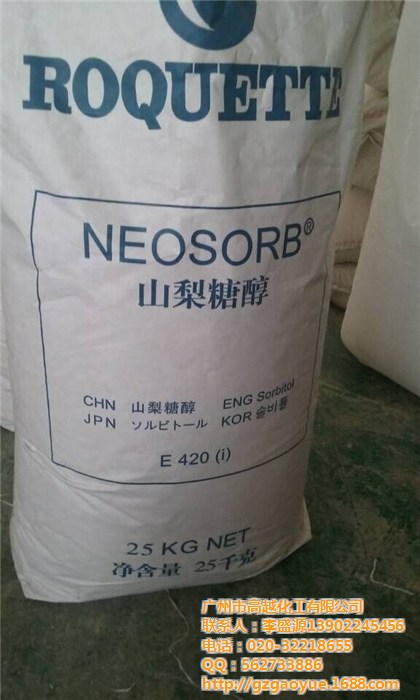 ROQUETTE
NEOSORB®
山梨糖醇
CHN 山梨糖醇 ENG Sorbitol
JPN ソルビトール KOR 솔비톨
E 420 (i)
25 KG NET
净含量 25千克
广州市高越化工有限公司
联系人：李盛源13902245456
电话：020-32218655
QQ：562733886
http://gzgaoyue.1688.com